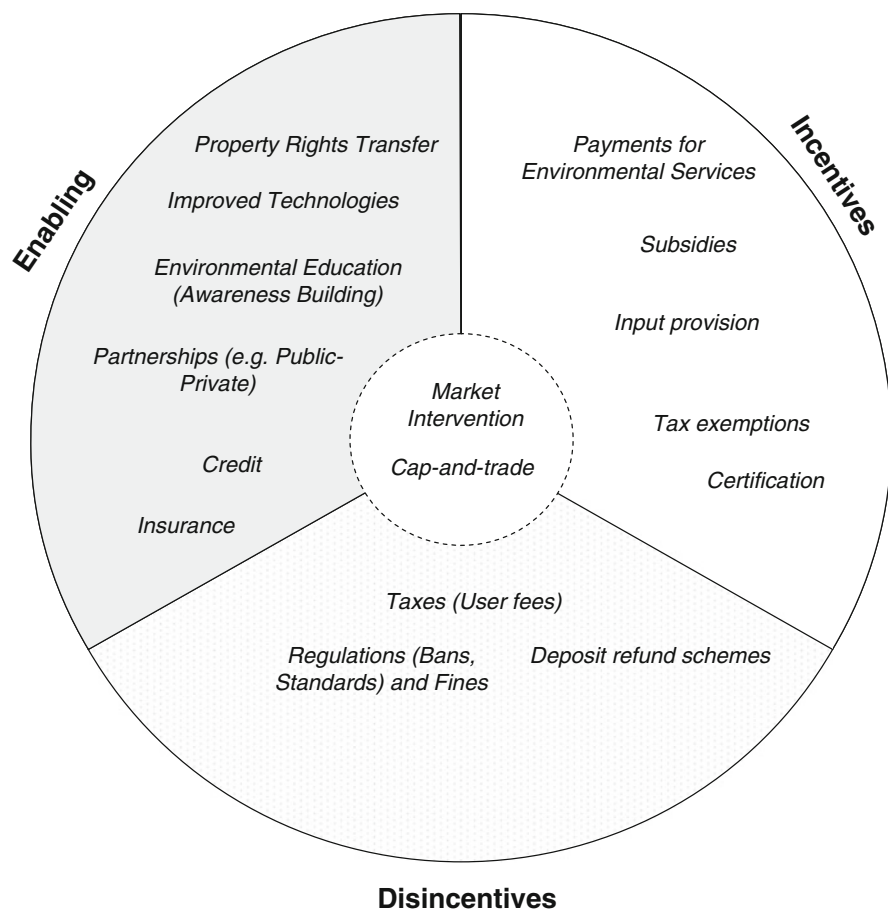 Enabling
Property Rights Transfer
Improved Technologies
Environmental Education
(Awareness Building)
Partnerships (e.g. Public-
Private)
Credit
Insurance
Incentives
Payments for
Environmental Services
Subsidies
Input provision
Tax exemptions
Certification
Market
Intervention
Cap-and-trade
Taxes (User fees)
Regulations (Bans,
Standards) and Fines
Deposit refund schemes
Disincentives